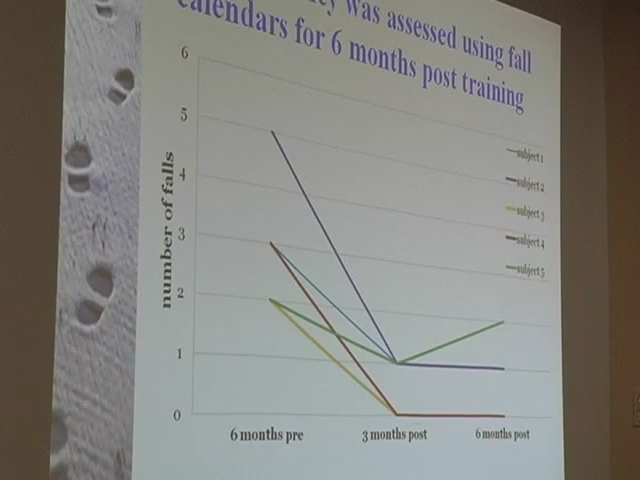 was assessed using fall
calendars for 6 months post training
6
5
4
3
2
1
0
number of falls
subject 1
subject 2
subject 3
subject 4
subject 5
6 months pre
3 months post
6 months post